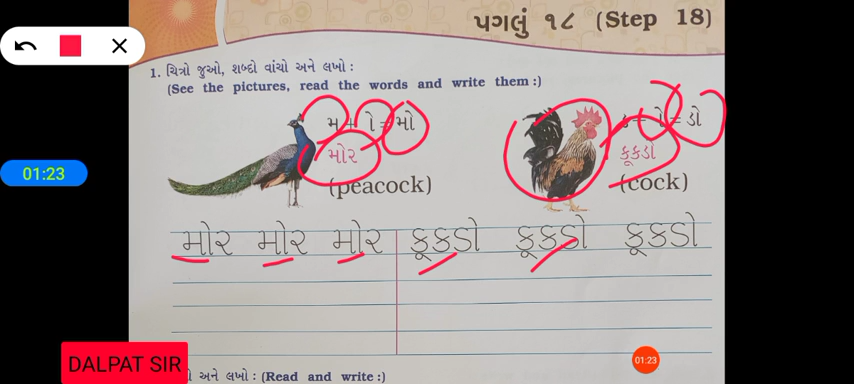 પગલું ૧૮ (Step 18)
1. ચિત્રો જુઓ, શબ્દો વાંચો અને લખો :
(See the pictures, read the words and write them :)
મ + ો = મો
મોર
(peacock)
ડ + ો = ડો
કૂકડો
(cock)
મોર મોર મોર કૂકડો કૂકડો કૂકડો
01:23
DALPAT SIR
અને લખો : (Read and write :)
01:23